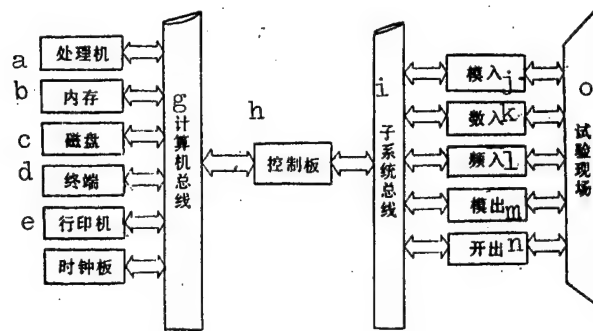 a 处理机
b 内存
c 磁盘
d 终端
e 行印机
时钟板
g 计算机总线
h
控制板
i 子系统总线
模入 j
数入 k
频入 l
模出 m
开出 n
o 试验现场